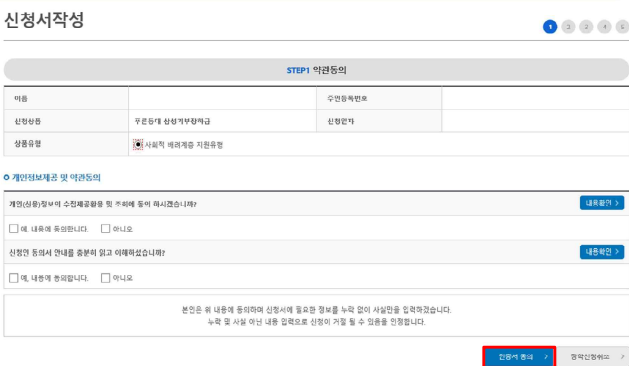 신청서작성
1 2 3 4 5
STEP1 약관동의
이름
주민등록번호
신청상품
푸른등대 삼성기부장학금
신청일자
상품유형
사회적 배려계층 지원유형
개인정보제공 및 약관동의
개인(신용)정보의 수집제공활용 및 조회에 동의 하시겠습니까?
내용확인 >
예. 내용에 동의합니다.
아니오
신청인 동의서 안내를 충분히 읽고 이해하셨습니까?
내용확인 >
예, 내용에 동의합니다.
아니오
본인은 위 내용에 동의하며 신청서에 필요한 정보를 누락 없이 사실만을 입력하겠습니다.
누락 및 사실 아닌 내용 입력으로 신청이 거절 될 수 있음을 인정합니다.
인증서 동의 >
장학신청취소 >